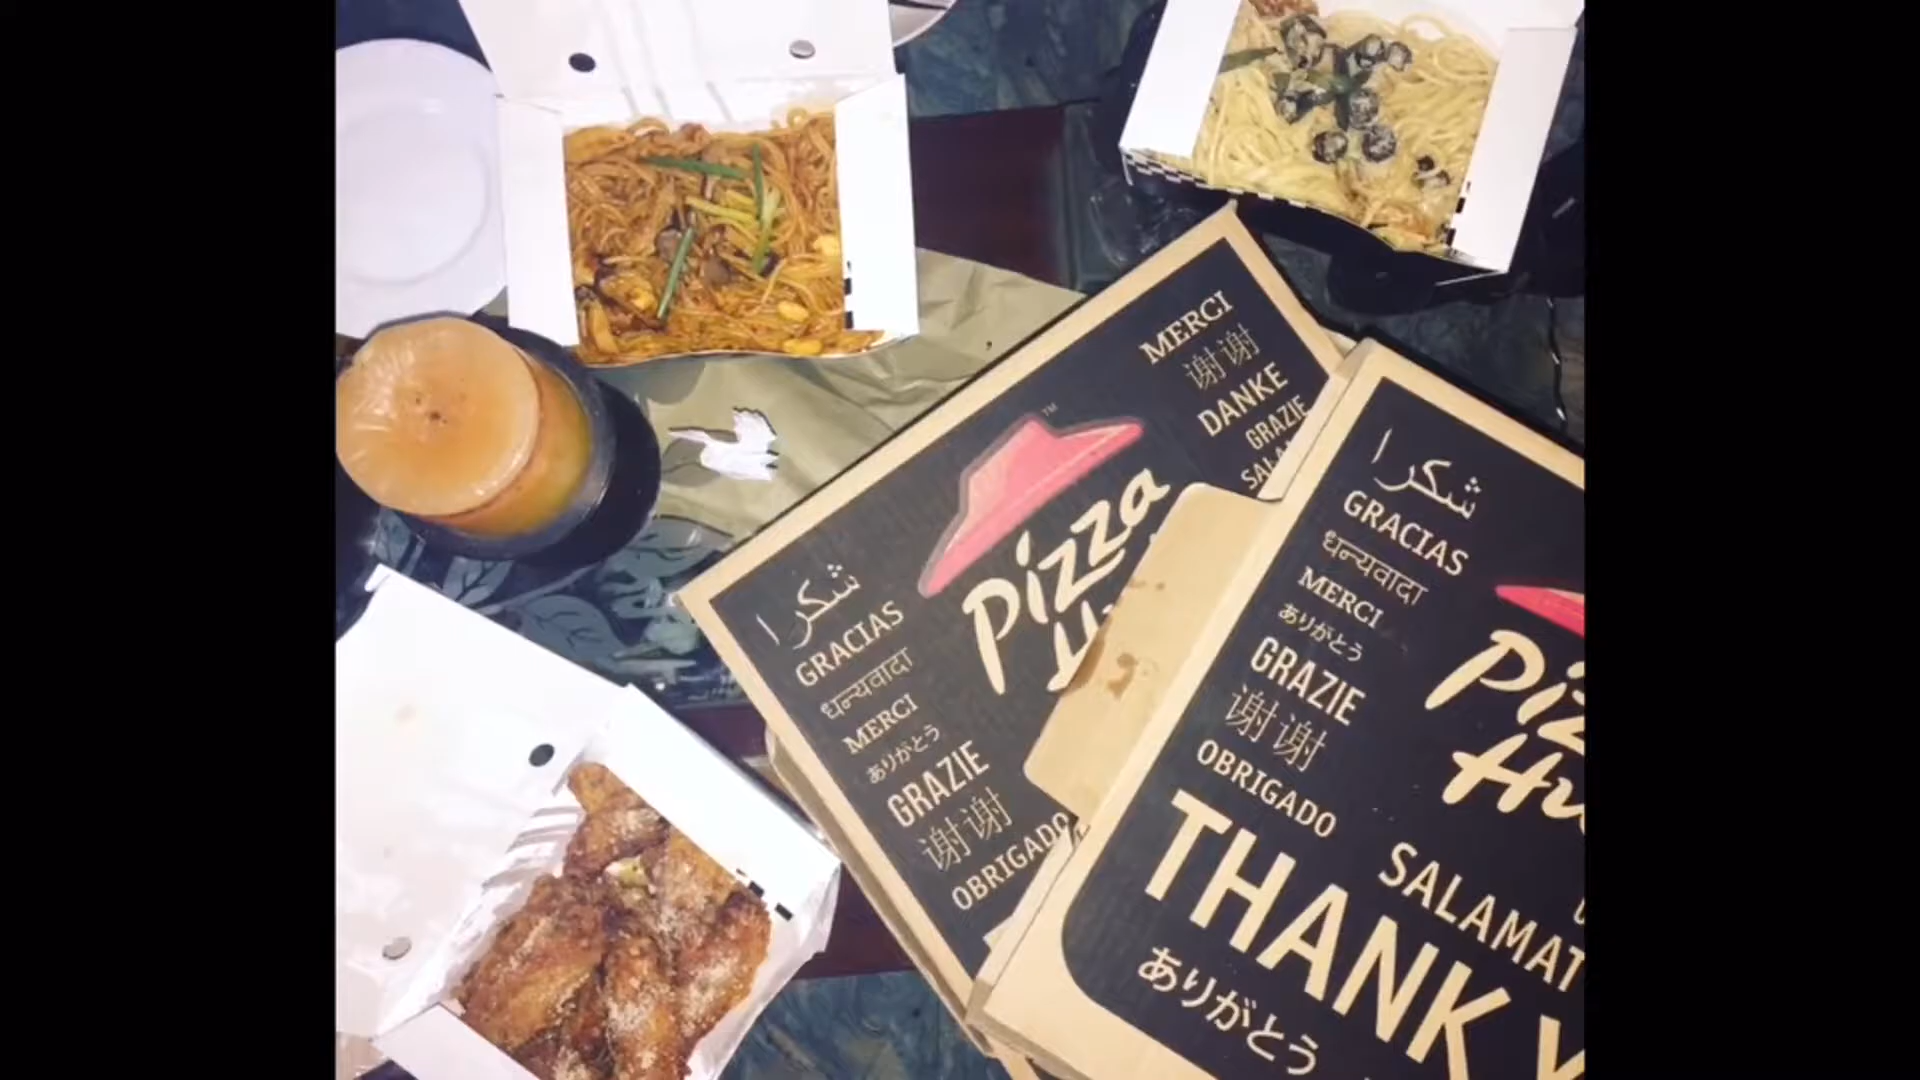 MERCI
谢谢
DANKE
GRAZIE
Pizza
شكرا
GRACIAS
धन्यवादा
MERCI
ありがとう
GRAZIE
谢谢
OBRIGADO
شكرا
GRACIAS
धन्यवादा
MERCI
ありがとう
GRAZIE
谢谢
OBRIGADO
SALAMAT
THANK
ありがとう